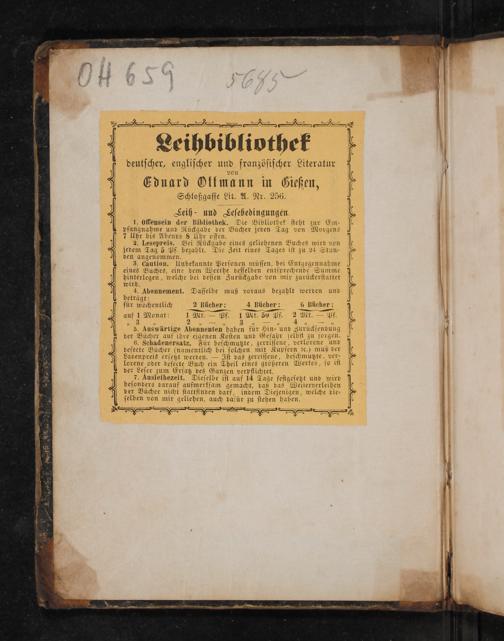 OH 659 5685
Leihbibliothek
deutscher, englischer und französischer Literatur
von
Eduard Ottmann in Gießen,
Schloßgasse Lit. A. Nr. 256.
Leih- und Lesebedingungen
1. Offensein der Bibliothek. Die Bibliothek steht zur Em-
pfangnahme und Rückgabe der Bücher jeden Tag von Morgens
7 Uhr bis Abends 8 Uhr offen.
2. Lesepreis. Bei Rückgabe eines geliehenen Buches wird von
jedem Tag 5 Pf bezahlt. Die Zeit eines Tages ist zu 24 Stun-
den angenommen.
3. Caution. Unbekannte Personen müssen, bei Entgegennahme
eines Buches, eine dem Werthe desselben entsprechende Summe
hinterlegen, welche bei dessen Zurückgabe von mir zurückerstattet
wird.
4. Abonnement. Dasselbe muß voraus bezahlt werden und
beträgt:
für wöchentlich 2 Bücher: 4 Bücher: 6 Bücher:
auf 1 Monat: 1 Mk. — Pf. 1 Mk. 50 Pf. 2 Mk. — Pf.
„ 3 „ 2 „ — „ 3 „ — „ 4 „ — „
5. Auswärtige Abonnenten haben für Hin- und Zurücksendung
der Bücher auf ihre eigenen Kosten und Gefahr selbst zu sorgen.
6. Schadenersatz. Für beschmutzte, zerrissene, verlorene und
defecte Bücher (namentlich bei solchen mit Kupfern ꝛc.) muß der
Ladenpreis ersetzt werden. — Ist das zerrissene, beschmutzte, ver-
lorene oder defecte Buch ein Theil eines größeren Werkes, so ist
der Leser zum Ersatz des Ganzen verpflichtet.
7. Ausleihezeit. Dieselbe ist auf 14 Tage festgesetzt und wird
besonders darauf aufmerksam gemacht, daß das Weiterverleihen
der Bücher nicht stattfinden darf, indem Diejenigen, welche die-
selben von mir geliehen, auch dafür zu stehen haben.